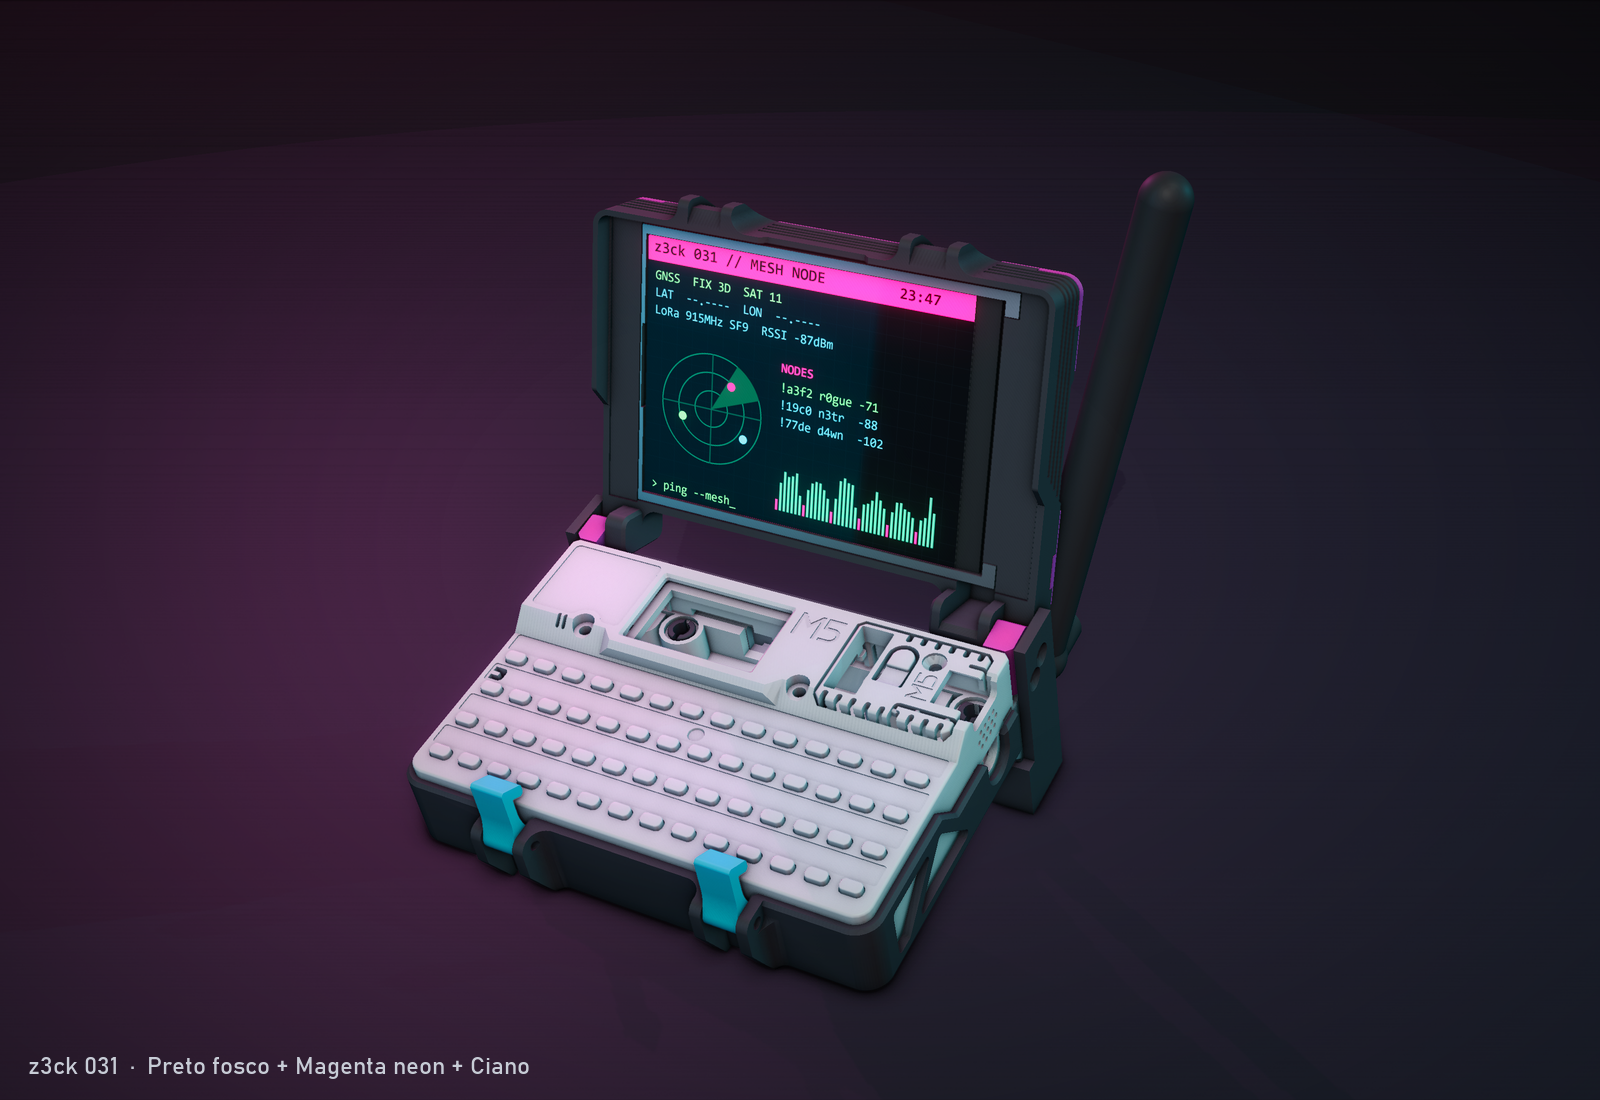 z3ck 031 // MESH NODE 23:47
GNSS FIX 3D SAT 11
LAT --.---- LON --.----
LoRa 915MHz SF9 RSSI -87dBm
NODES
!a3f2 r0gue -71
!19c0 n3tr -88
!77de d4wn -102
> ping --mesh_
M5
M5
z3ck 031 · Preto fosco + Magenta neon + Ciano